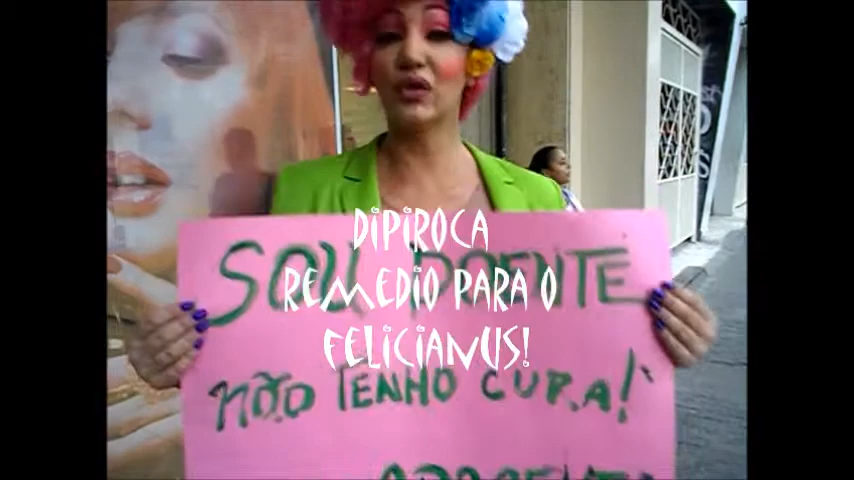 DIPIROCA
REMEDIO PARA O
FELICIANUS!
SOU DOENTE
NÃO TENHO CURA!